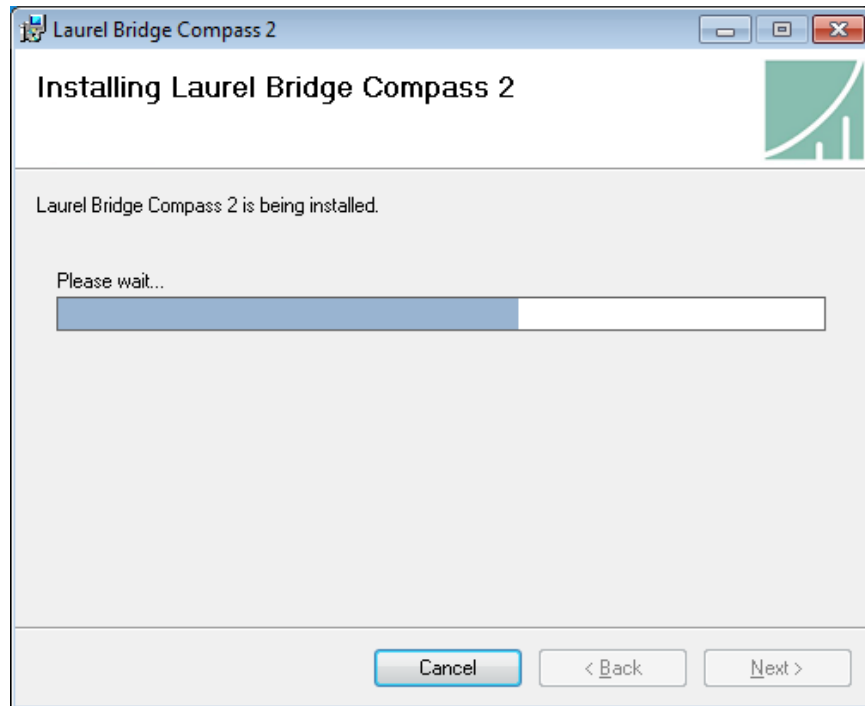 Laurel Bridge Compass 2
Installing Laurel Bridge Compass 2
Laurel Bridge Compass 2 is being installed.
Please wait...
Cancel
< Back
Next >